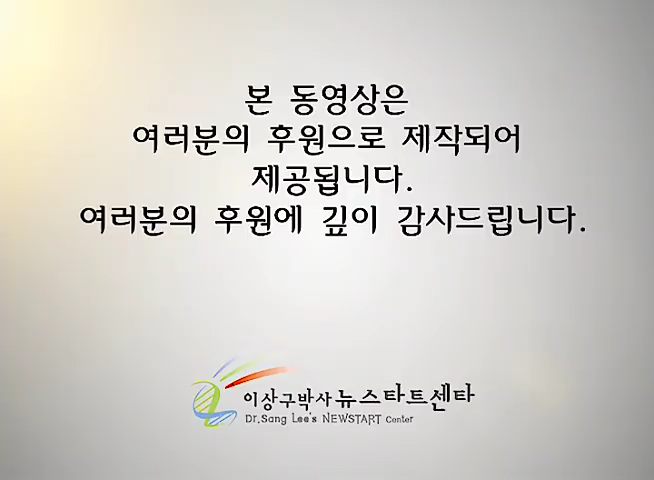 본 동영상은
여러분의 후원으로 제작되어
제공됩니다.
여러분의 후원에 깊이 감사드립니다.
이상구박사 뉴스타트센타
Dr.Sang Lee's NEWSTART Center